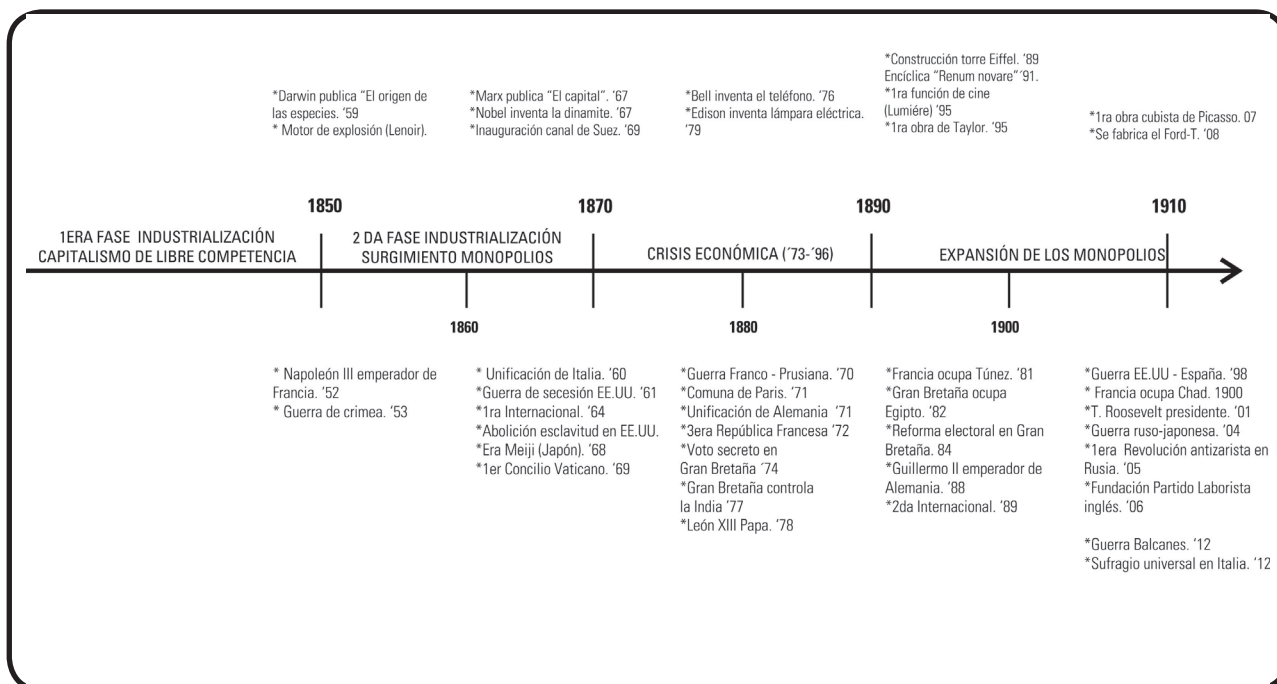 *Darwin publica “El origen de
las especies. ‘59
* Motor de explosión (Lenoir).
*Marx publica “El capital”. ‘67
*Nobel inventa la dinamite. ‘67
*Inauguración canal de Suez. ‘69
*Bell inventa el teléfono. ‘76
*Edison inventa lámpara eléctrica.
‘79
*Construcción torre Eiffel. ‘89
Encíclica “Renum novare”´91.
*1ra función de cine
(Lumiére) ‘95
*1ra obra de Taylor. ‘95
*1ra obra cubista de Picasso. 07
*Se fabrica el Ford-T. ‘08
1850
1870
1890
1910
1ERA FASE INDUSTRIALIZACIÓN
CAPITALISMO DE LIBRE COMPETENCIA
2 DA FASE INDUSTRIALIZACIÓN
SURGIMIENTO MONOPOLIOS
CRISIS ECONÓMICA (´73-´96)
EXPANSIÓN DE LOS MONOPOLIOS
1860
1880
1900
* Napoleón III emperador de
Francia. ‘52
* Guerra de crimea. ‘53
* Unificación de Italia. ‘60
*Guerra de secesión EE.UU. ‘61
*1ra Internacional. ‘64
*Abolición esclavitud en EE.UU.
*Era Meiji (Japón). ‘68
*1er Concilio Vaticano. ‘69
*Guerra Franco - Prusiana. ‘70
*Comuna de Paris. ‘71
*Unificación de Alemania ‘71
*3era República Francesa ‘72
*Voto secreto en
Gran Bretaña ´74
*Gran Bretaña controla
la India ‘77
*León XIII Papa. ‘78
*Francia ocupa Túnez. ‘81
*Gran Bretaña ocupa
Egipto. ‘82
*Reforma electoral en Gran
Bretaña. 84
*Guillermo II emperador de
Alemania. ‘88
*2da Internacional. ‘89
*Guerra EE.UU - España. ‘98
* Francia ocupa Chad. 1900
*T. Roosevelt presidente. ‘01
*Guerra ruso-japonesa. ‘04
*1era Revolución antizarista en
Rusia. ‘05
*Fundación Partido Laborista
inglés. ‘06
*Guerra Balcanes. ‘12
*Sufragio universal en Italia. ‘12